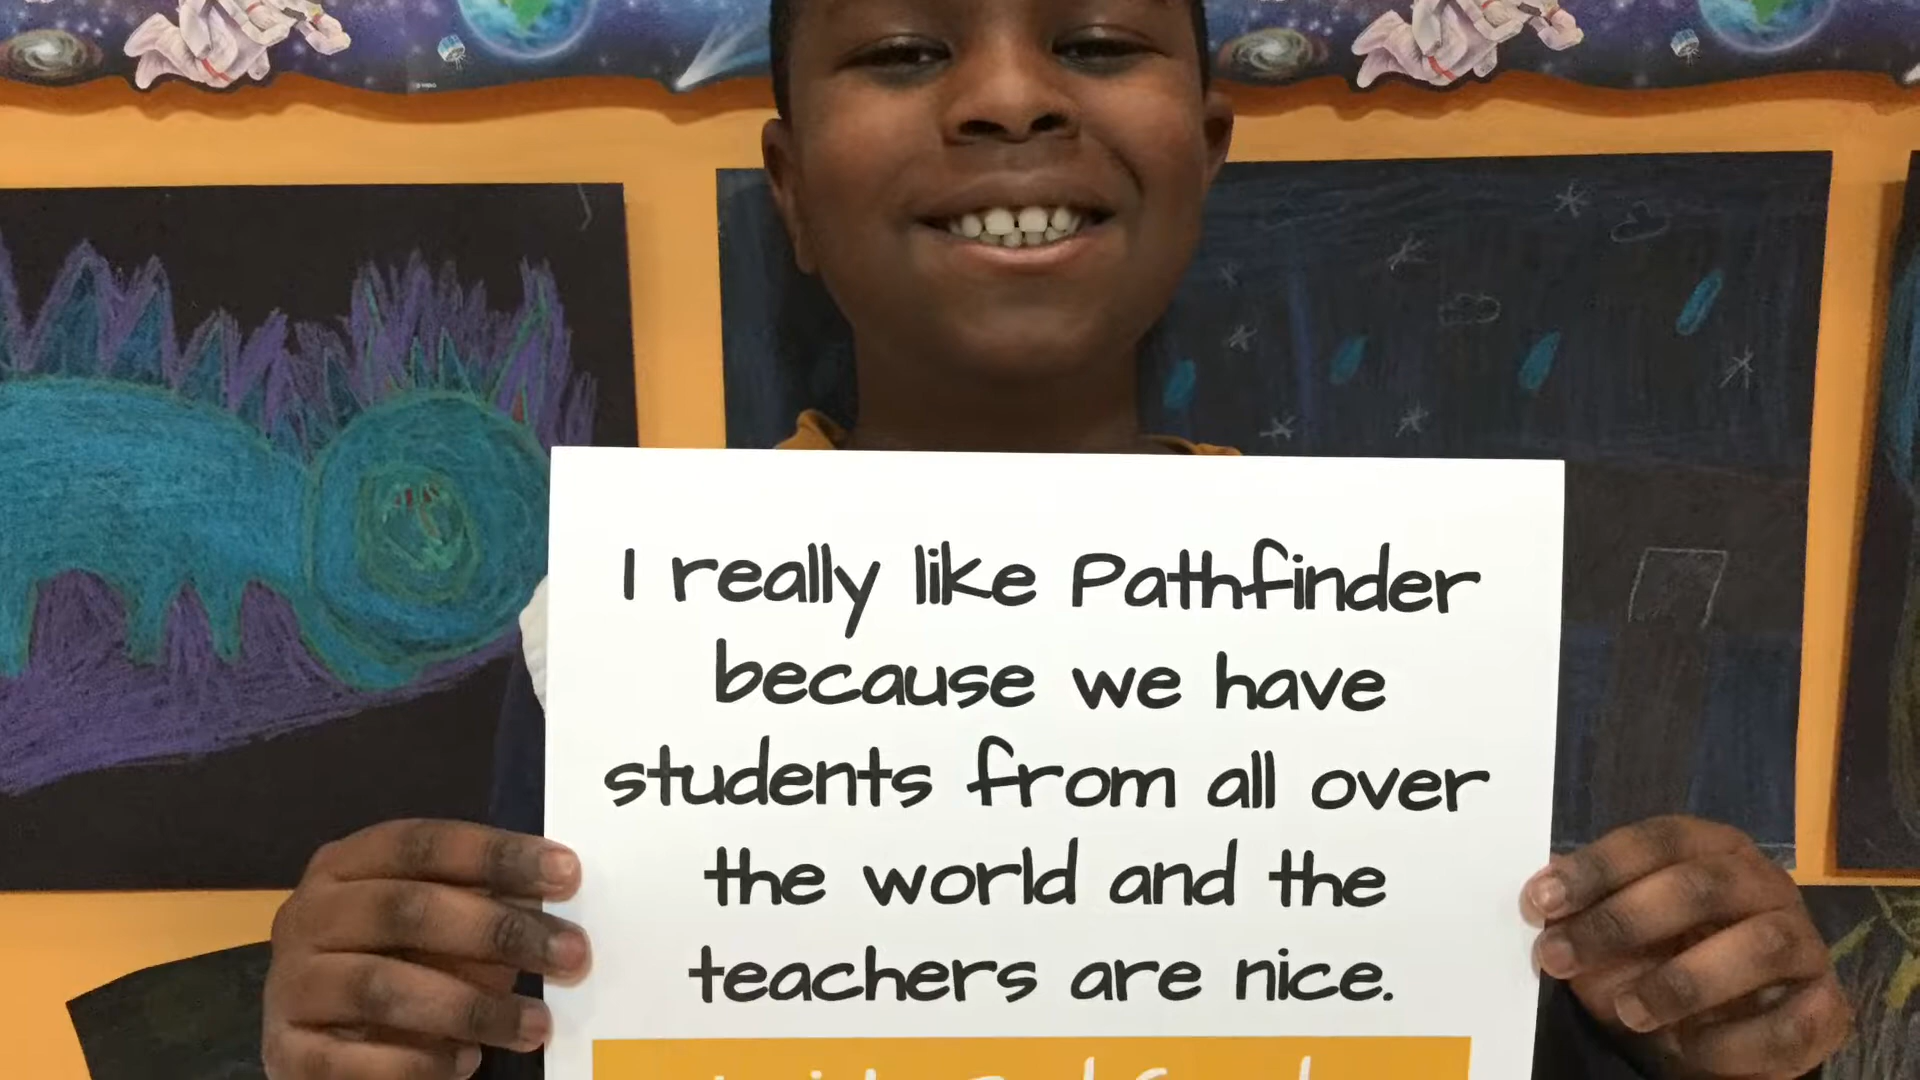 I really like Pathfinder
because we have
students from all over
the world and the
teachers are nice.